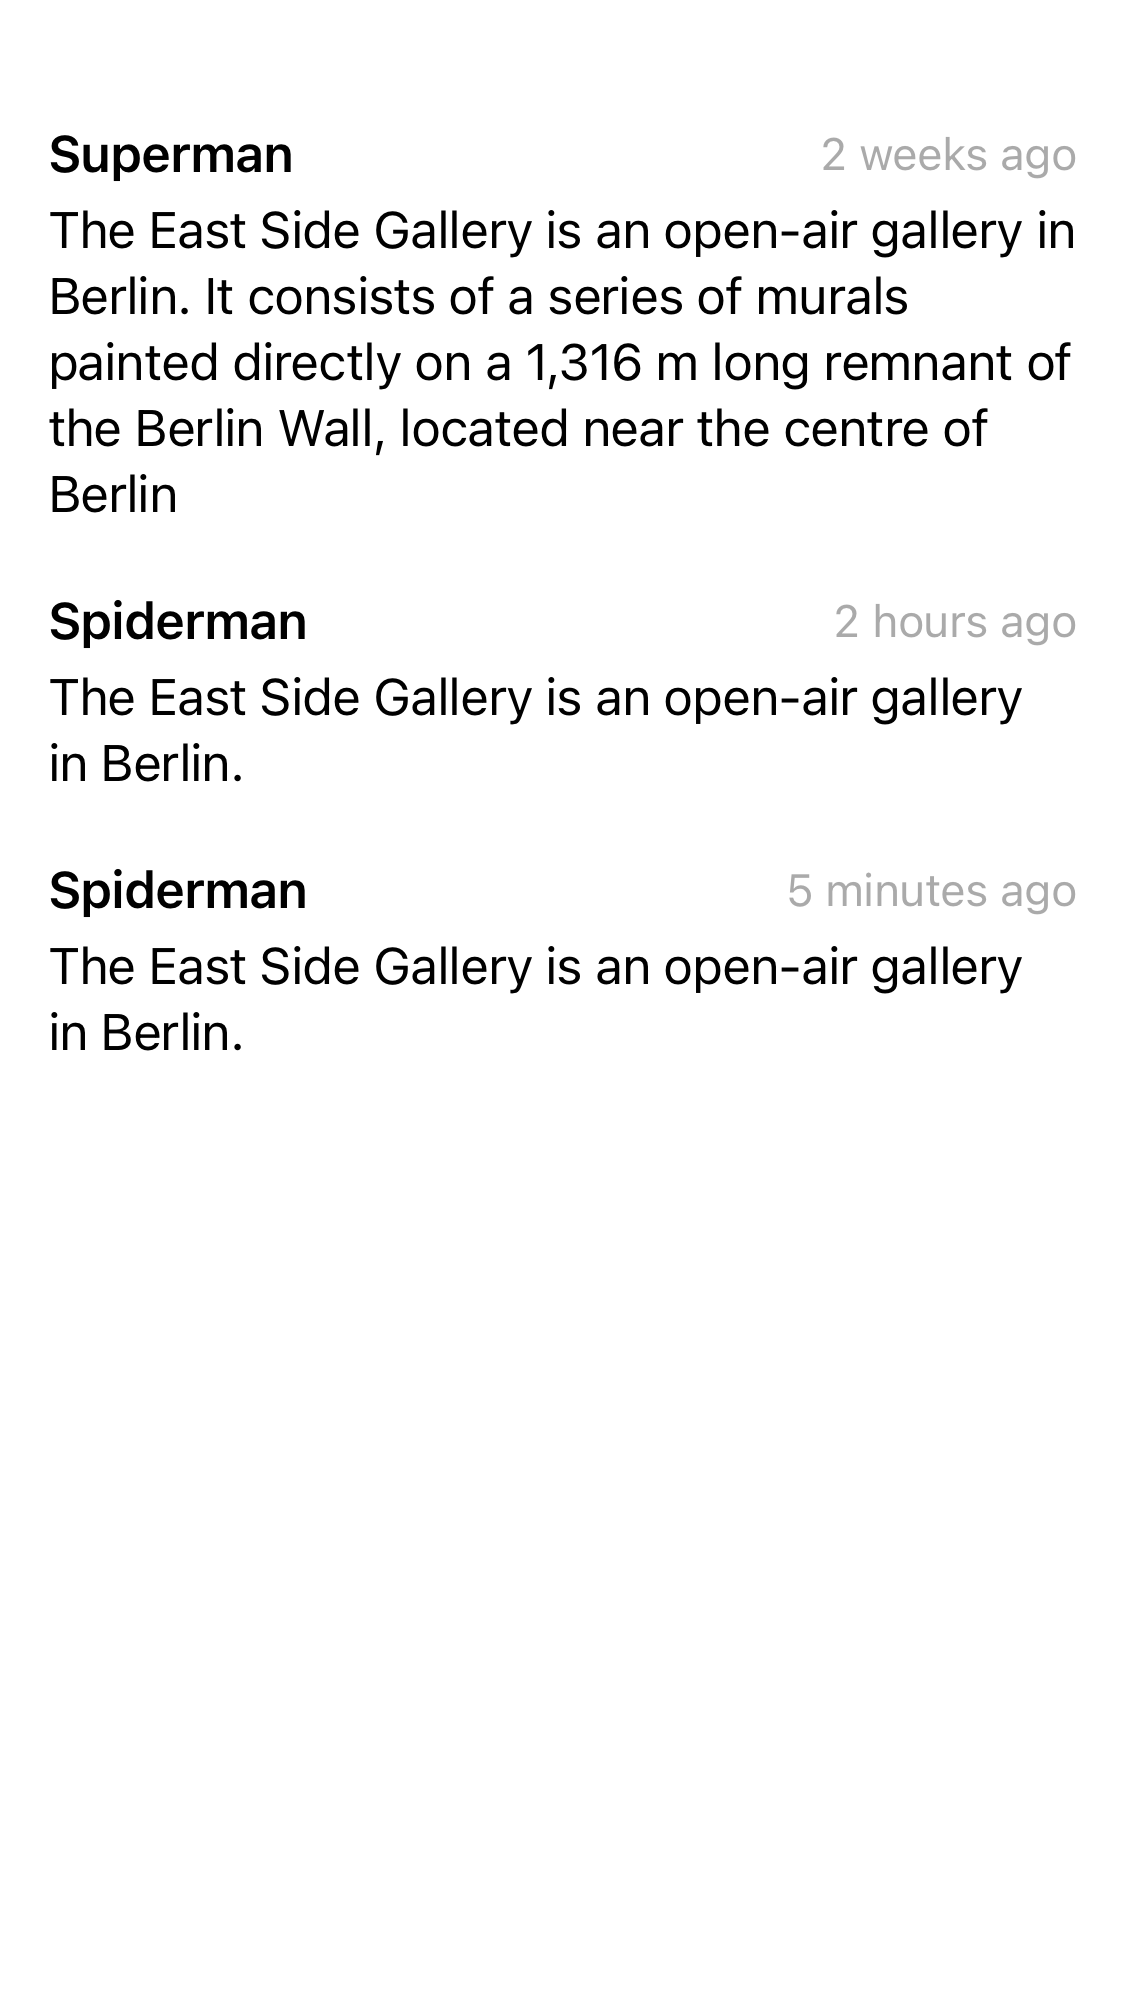 Superman 2 weeks ago
The East Side Gallery is an open-air gallery in
Berlin. It consists of a series of murals
painted directly on a 1,316 m long remnant of
the Berlin Wall, located near the centre of
Berlin
Spiderman 2 hours ago
The East Side Gallery is an open-air gallery
in Berlin.
Spiderman 5 minutes ago
The East Side Gallery is an open-air gallery
in Berlin.